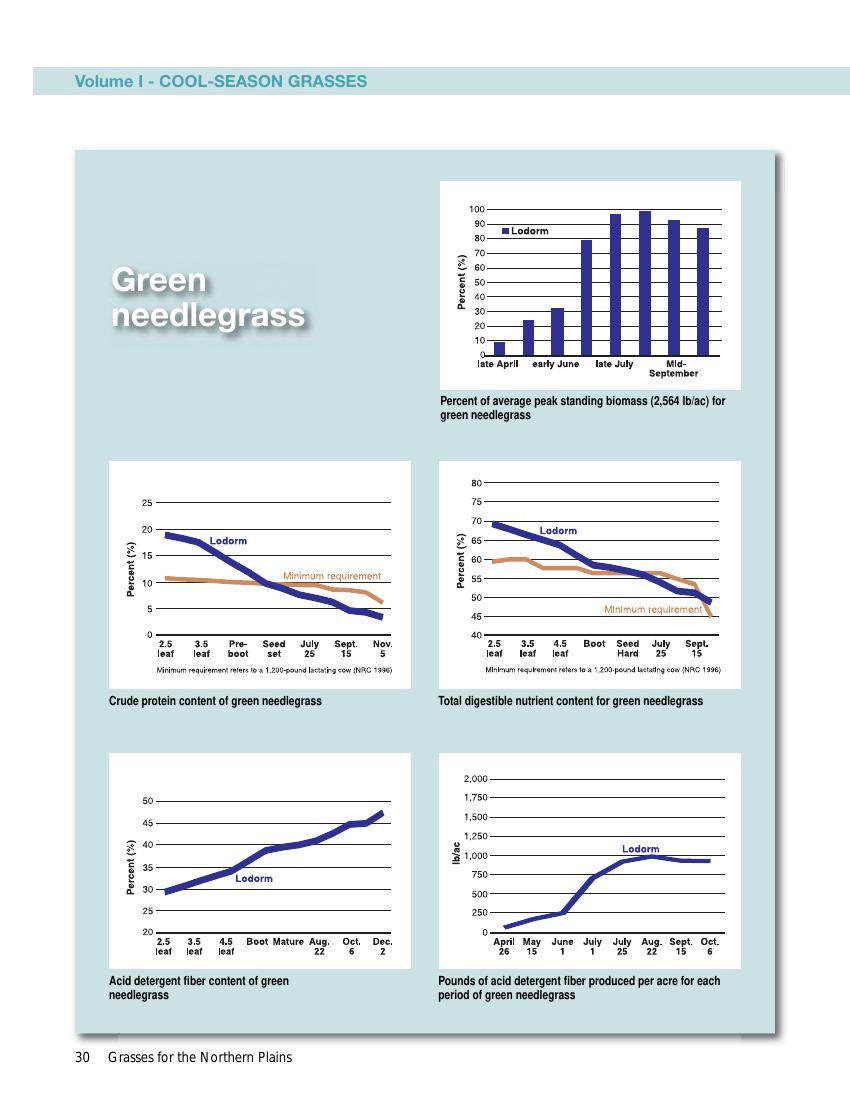 Volume I - COOL-SEASON GRASSES
Green
needlegrass
100
90
80
70
60
50
40
30
20
10
0
Percent (%)
Lodorm
late April early June late July Mid-
September
Percent of average peak standing biomass (2,564 lb/ac) for
green needlegrass
25
20
15
10
5
0
Percent (%)
Lodorm
Minimum requirement
2.5 3.5 Pre- Seed July Sept. Nov.
leaf leaf boot set 25 15 5
Minimum requirement refers to a 1,200-pound lactating cow (NRC 1996)
Crude protein content of green needlegrass
80
75
70
65
60
55
50
45
40
Percent (%)
Lodorm
Minimum requirement
2.5 3.5 4.5 Boot Seed July Sept.
leaf leaf leaf Hard 25 15
Minimum requirement refers to a 1,200-pound lactating cow (NRC 1996)
Total digestible nutrient content for green needlegrass
50
45
40
35
30
25
20
Percent (%)
Lodorm
2.5 3.5 4.5 Boot Mature Aug. Oct. Dec.
leaf leaf leaf 22 6 2
Acid detergent fiber content of green
needlegrass
2,000
1,750
1,500
1,250
1,000
750
500
250
0
lb/ac
Lodorm
April May June July July Aug. Sept. Oct.
26 15 1 1 25 22 15 6
Pounds of acid detergent fiber produced per acre for each
period of green needlegrass
30 Grasses for the Northern Plains